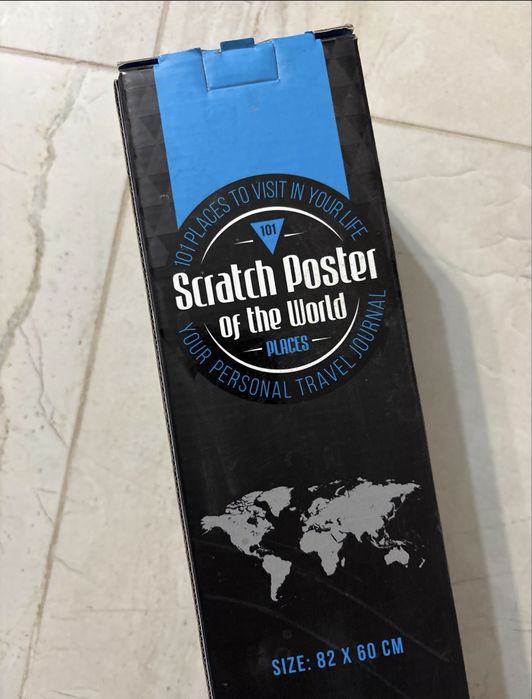 101 PLACES TO VISIT IN YOUR LIFE
101
Scratch Poster
of the World
PLACES
YOUR PERSONAL TRAVEL JOURNAL
SIZE: 82 X 60 CM